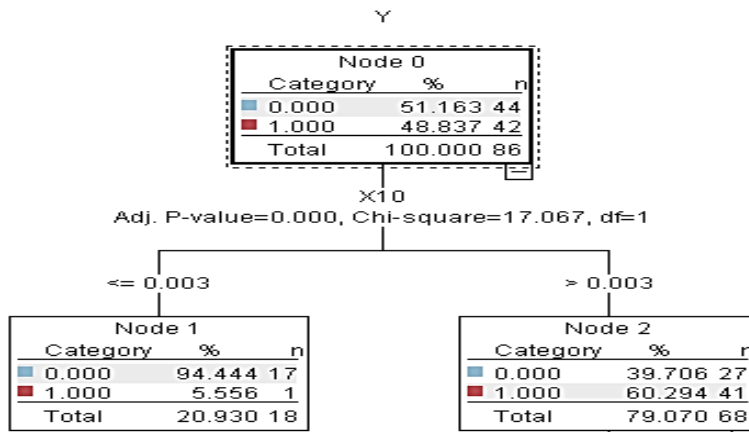 Y
Node 0
Category % n
0.000 51.163 44
1.000 48.837 42
Total 100.000 86
X10
Adj. P-value=0.000, Chi-square=17.067, df=1
<= 0.003
> 0.003
Node 1
Category % n
0.000 94.444 17
1.000 5.556 1
Total 20.930 18
Node 2
Category % n
0.000 39.706 27
1.000 60.294 41
Total 79.070 68